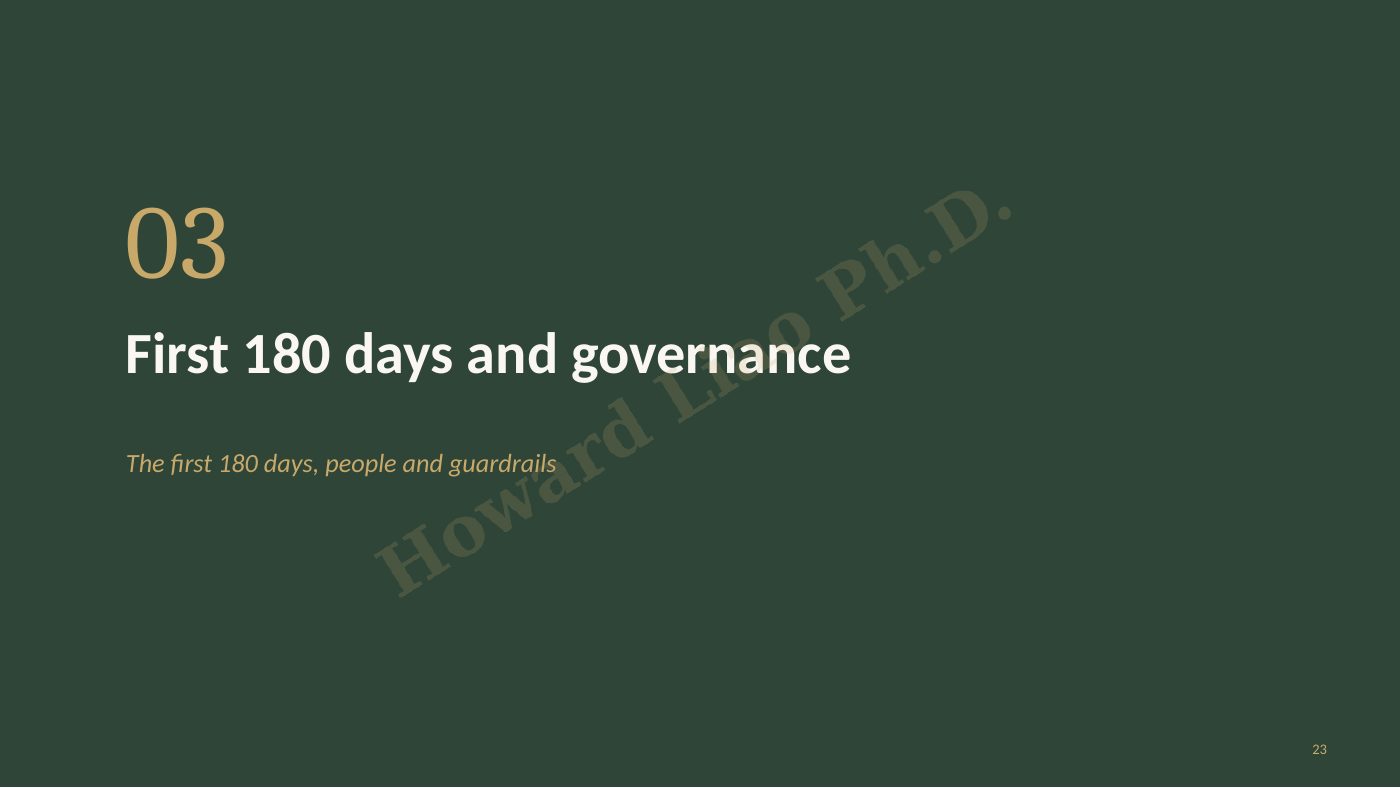 03
First 180 days and governance
The first 180 days, people and guardrails
Howard Liao Ph.D.
23